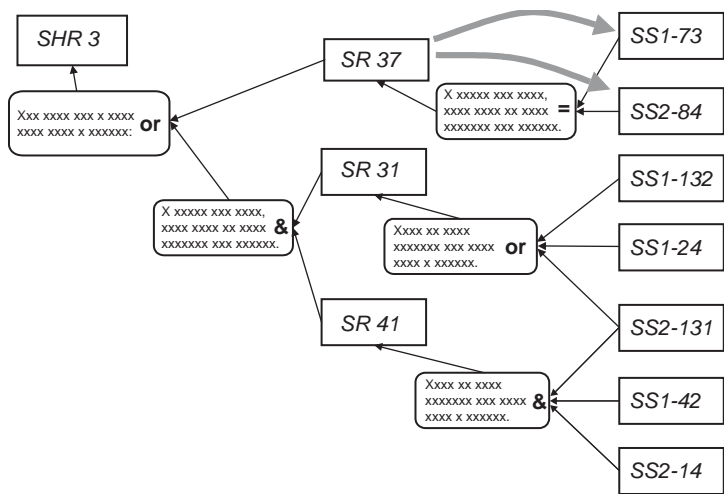 SHR 3
SR 37
SS1-73
X xxxxx xxx xxxx,
xxxx xxxx xx xxxx =
xxxxxxx xxx xxxxxx.
SS2-84
Xxx xxxx xxx x xxxx
xxxx xxxx x xxxxxx: or
SR 31
SS1-132
X xxxxx xxx xxxx,
xxxx xxxx xx xxxx &
xxxxxxx xxx xxxxxx.
Xxxx xx xxxx
xxxxxxx xxx xxxx or
xxxx x xxxxxx.
SS1-24
SR 41
SS2-131
Xxxx xx xxxx
xxxxxxx xxx xxxx &
xxxx x xxxxxx.
SS1-42
SS2-14